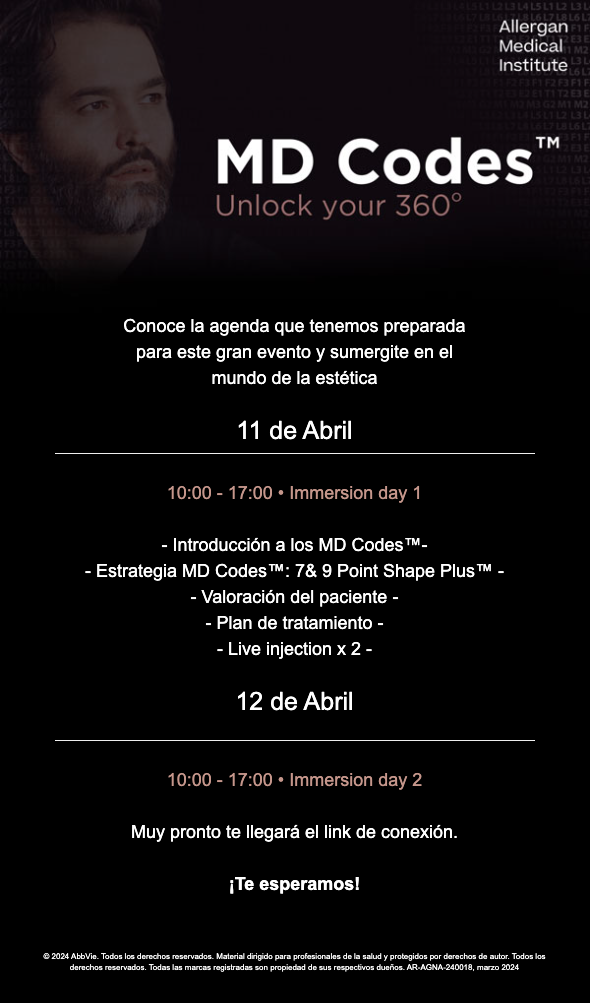 Allergan
Medical
Institute
MD Codes™
Unlock your 360°
Conoce la agenda que tenemos preparada
para este gran evento y sumergite en el
mundo de la estética
11 de Abril
10:00 - 17:00 • Immersion day 1
- Introducción a los MD Codes™-
- Estrategia MD Codes™: 7& 9 Point Shape Plus™ -
- Valoración del paciente -
- Plan de tratamiento -
- Live injection x 2 -
12 de Abril
10:00 - 17:00 • Immersion day 2
Muy pronto te llegará el link de conexión.
¡Te esperamos!
© 2024 AbbVie. Todos los derechos reservados. Material dirigido para profesionales de la salud y protegidos por derechos de autor. Todos los
derechos reservados. Todas las marcas registradas son propiedad de sus respectivos dueños. AR-AGNA-240018, marzo 2024